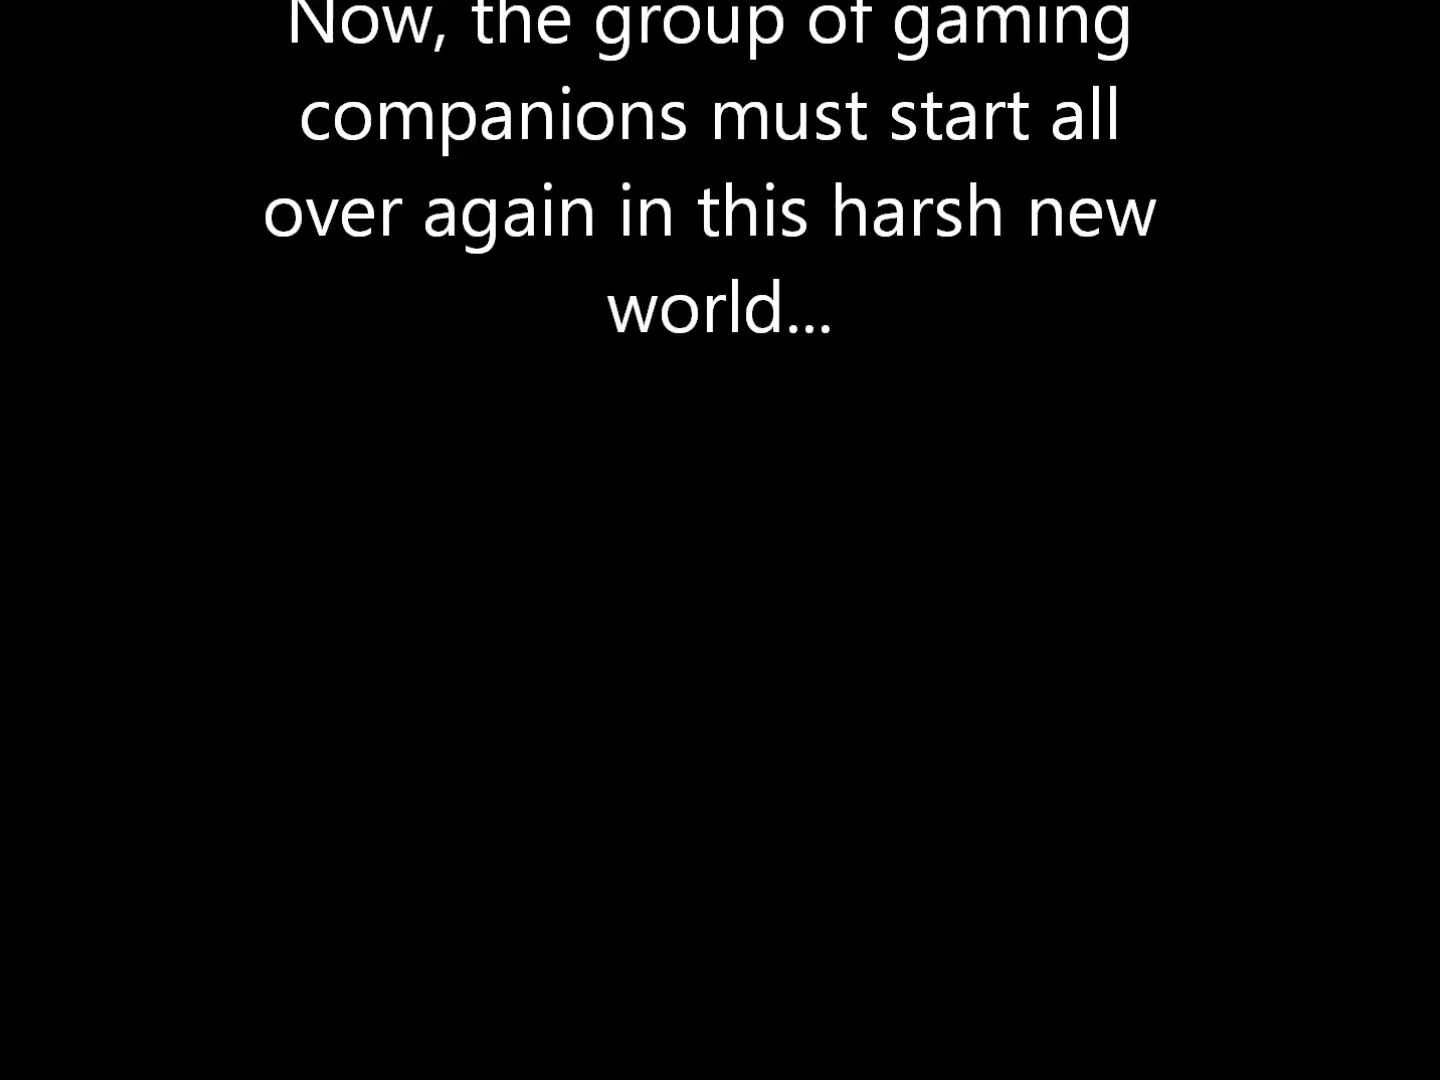 Now, the group of gaming
companions must start all
over again in this harsh new
world...